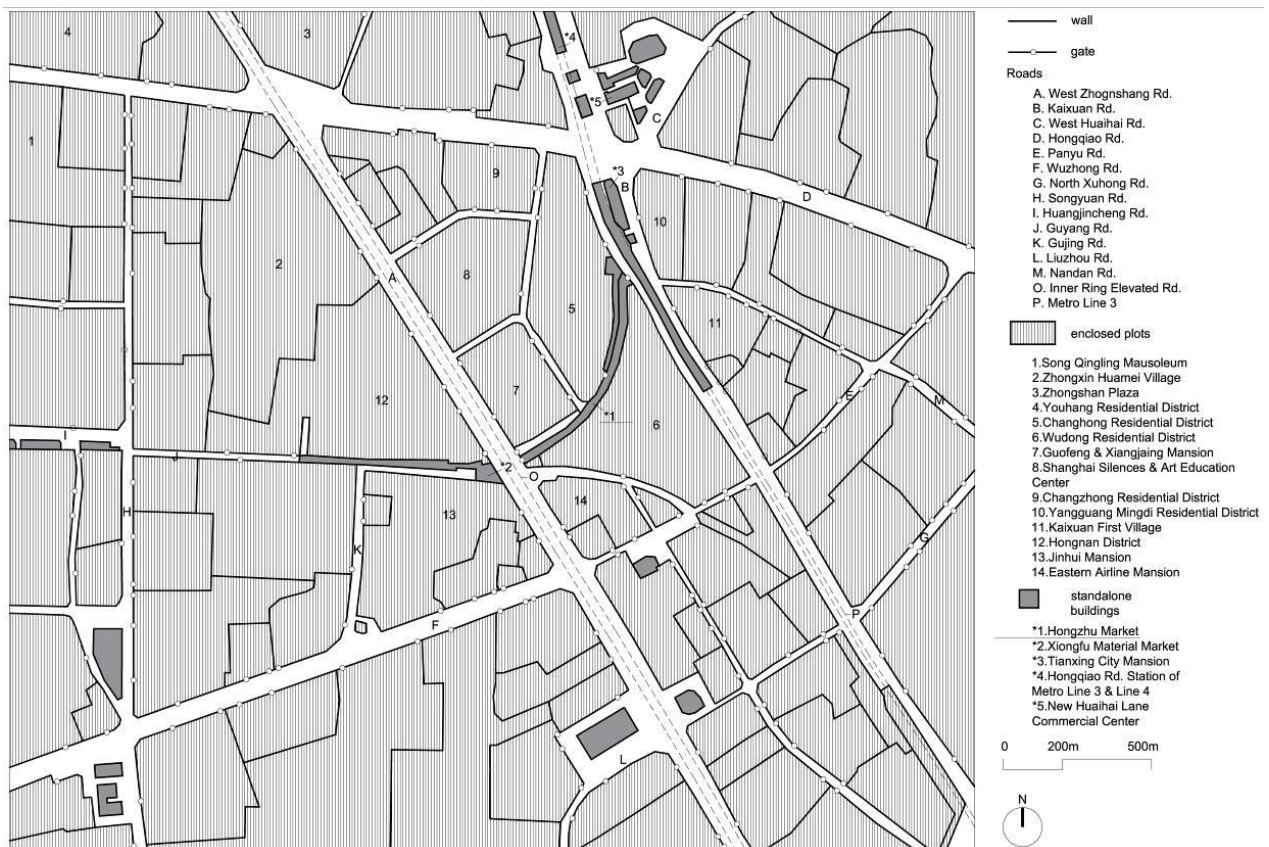 4
3
*4
1
*5
C
9
*3
B
10
D
2
A
8
5
11
12
7
E
M
*1
6
I
J
*2
O
H
13
14
K
G
F
P
L
wall
gate
Roads
A. West Zhognshang Rd.
B. Kaixuan Rd.
C. West Huaihai Rd.
D. Hongqiao Rd.
E. Panyu Rd.
F. Wuzhong Rd.
G. North Xuhong Rd.
H. Songyuan Rd.
I. Huangjincheng Rd.
J. Guyang Rd.
K. Gujing Rd.
L. Liuzhou Rd.
M. Nandan Rd.
O. Inner Ring Elevated Rd.
P. Metro Line 3
enclosed plots
1.Song Qingling Mausoleum
2.Zhongxin Huamei Village
3.Zhongshan Plaza
4.Youhang Residential District
5.Changhong Residential District
6.Wudong Residential District
7.Guofeng & Xiangjaing Mansion
8.Shanghai Silences & Art Education
Center
9.Changzhong Residential District
10.Yangguang Mingdi Residential District
11.Kaixuan First Village
12.Hongnan District
13.Jinhui Mansion
14.Eastern Airline Mansion
standalone
buildings
*1.Hongzhu Market
*2.Xiongfu Material Market
*3.Tianxing City Mansion
*4.Hongqiao Rd. Station of
Metro Line 3 & Line 4
*5.New Huaihai Lane
Commercial Center
0 200m 500m
N